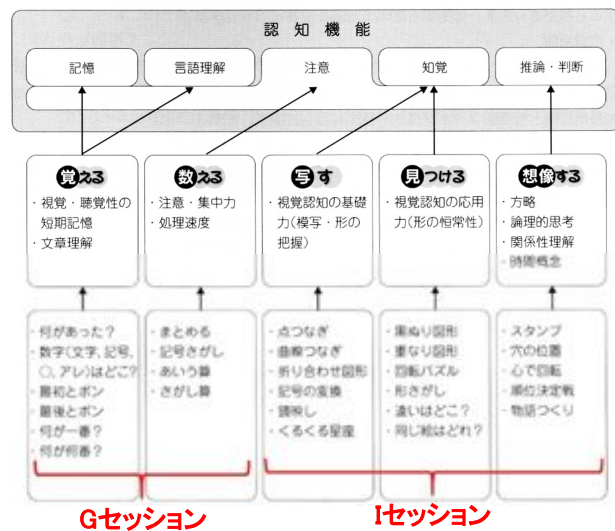 認知機能
記憶
言語理解
注意
知覚
推論・判断
覚える
・視覚・聴覚性の
短期記憶
・文章理解
数える
・注意・集中力
・処理速度
写す
・視覚認知の基礎
力(模写・形の
把握)
見つける
・視覚認知の応用
力(形の恒常性)
想像する
・方略
・論理的思考
・関係性理解
・時間概念
・何があった?
・数字(文字,記号,
○,アレ)はどこ?
・最初とポン
・最後とポン
・何が一番?
・何が何番?
・まとめる
・記号さがし
・あいう算
・さがし算
・点つなぎ
・曲線つなぎ
・折り合わせ図形
・記号の変換
・鏡映し
・くるくる星座
・黒ぬり図形
・重なり図形
・回転パズル
・形さがし
・違いはどこ?
・同じ絵はどれ?
・スタンプ
・穴の位置
・心で回転
・順位決定戦
・物語つくり
Gセッション
Iセッション